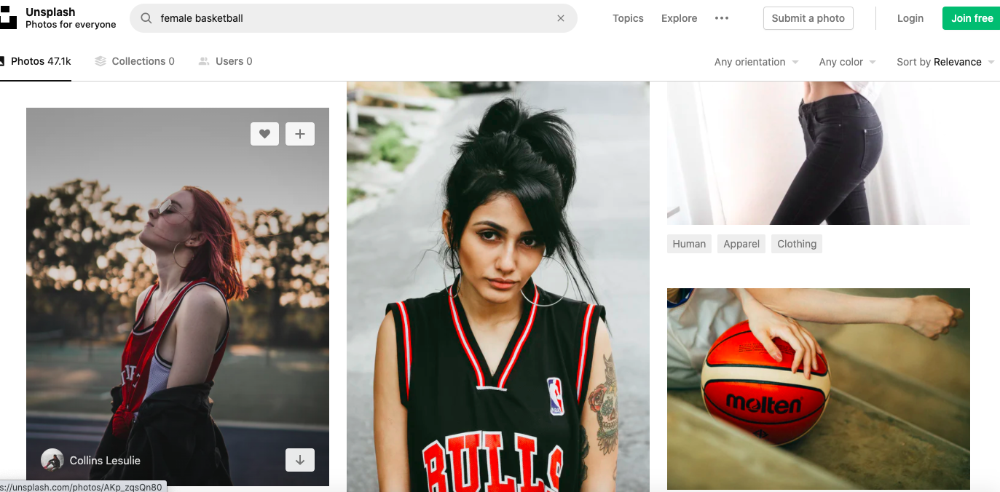 Unsplash
Photos for everyone
female basketball
Topics
Explore
Submit a photo
Login
Join free
Photos 47.1k
Collections 0
Users 0
Any orientation
Any color
Sort by Relevance
Human
Apparel
Clothing
NBA
BULLS
molten
Collins Lesulie
s://unsplash.com/photos/AKp_zqsQn80